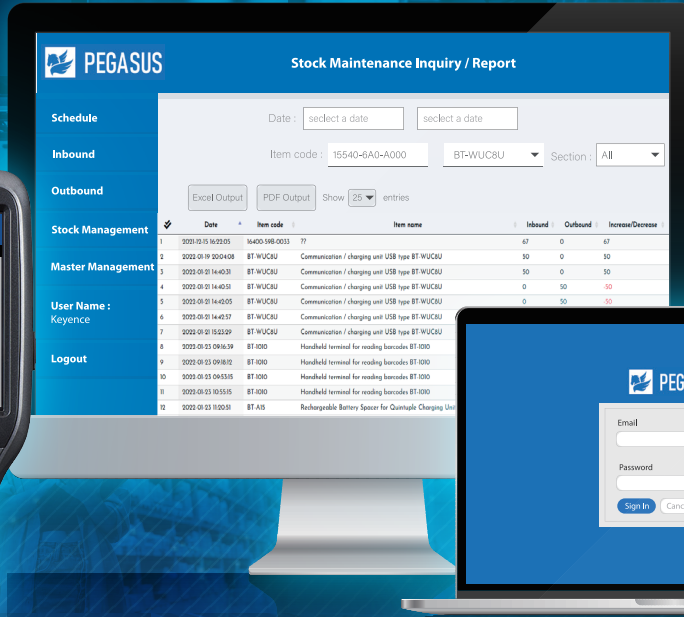 PEGASUS
Stock Maintenance Inquiry / Report
Schedule
Inbound
Outbound
Stock Management
Master Management
User Name :
Keyence
Logout
Date : seclect a date seclect a date
Item code : 15540-6A0-A000 BT-WUC8U Section : All
Excel Output PDF Output Show 25 entries
Date Item code Item name Inbound Outbound Increase/Decrease
1 2021-12-15 16:22:05 16400-59B-0033 ?? 67 0 67
2 2022-01-19 20:04:08 BT-WUC8U Communication / charging unit USB type BT-WUC8U 50 0 50
3 2022-01-21 14:40:31 BT-WUC8U Communication / charging unit USB type BT-WUC8U 50 0 50
4 2022-01-21 14:40:51 BT-WUC8U Communication / charging unit USB type BT-WUC8U 0 50 -50
5 2022-01-21 14:42:05 BT-WUC8U Communication / charging unit USB type BT-WUC8U 0 50 -50
6 2022-01-21 14:42:57 BT-WUC8U Communication / charging unit USB type BT-WUC8U
7 2022-01-21 15:23:29 BT-WUC8U Communication / charging unit USB type BT-WUC8U
8 2022-01-23 09:16:39 BT-1010 Handheld terminal for reading barcodes BT-1010
9 2022-01-23 09:18:12 BT-1010 Handheld terminal for reading barcodes BT-1010
10 2022-01-23 09:53:15 BT-1010 Handheld terminal for reading barcodes BT-1010
11 2022-01-23 10:55:15 BT-1010 Handheld terminal for reading barcodes BT-1010
12 2022-01-23 11:20:51 BT-A15 Rechargeable Battery Spacer for Quintuple Charging Unit
PEG
Email
Password
Sign In Canc